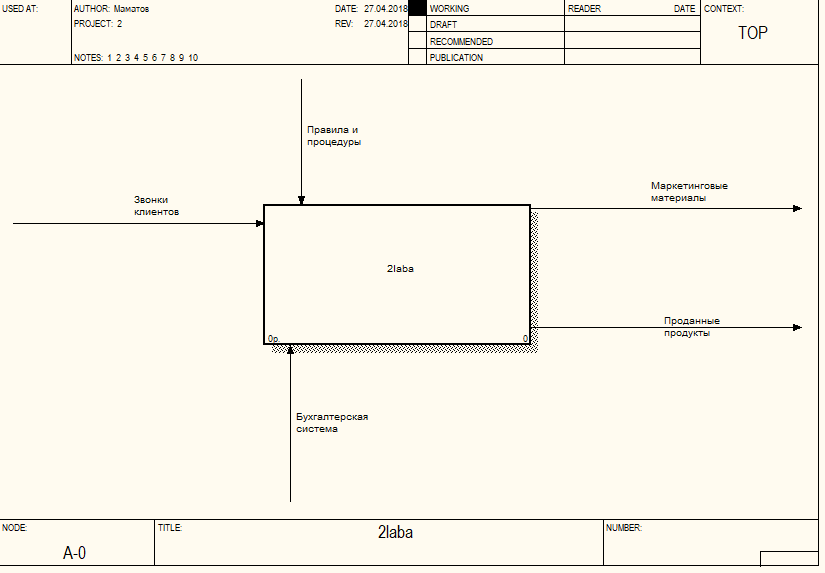 USED AT:
AUTHOR: Маматов
DATE: 27.04.2018
WORKING
READER
DATE
CONTEXT:
PROJECT: 2
REV: 27.04.2018
DRAFT
TOP
RECOMMENDED
NOTES: 1 2 3 4 5 6 7 8 9 10
PUBLICATION
Правила и
процедуры
Звонки
клиентов
Маркетинговые
материалы
2laba
Проданные
продукты
0р.
0
Бухгалтерская
система
NODE:
A-0
TITLE:
2laba
NUMBER: